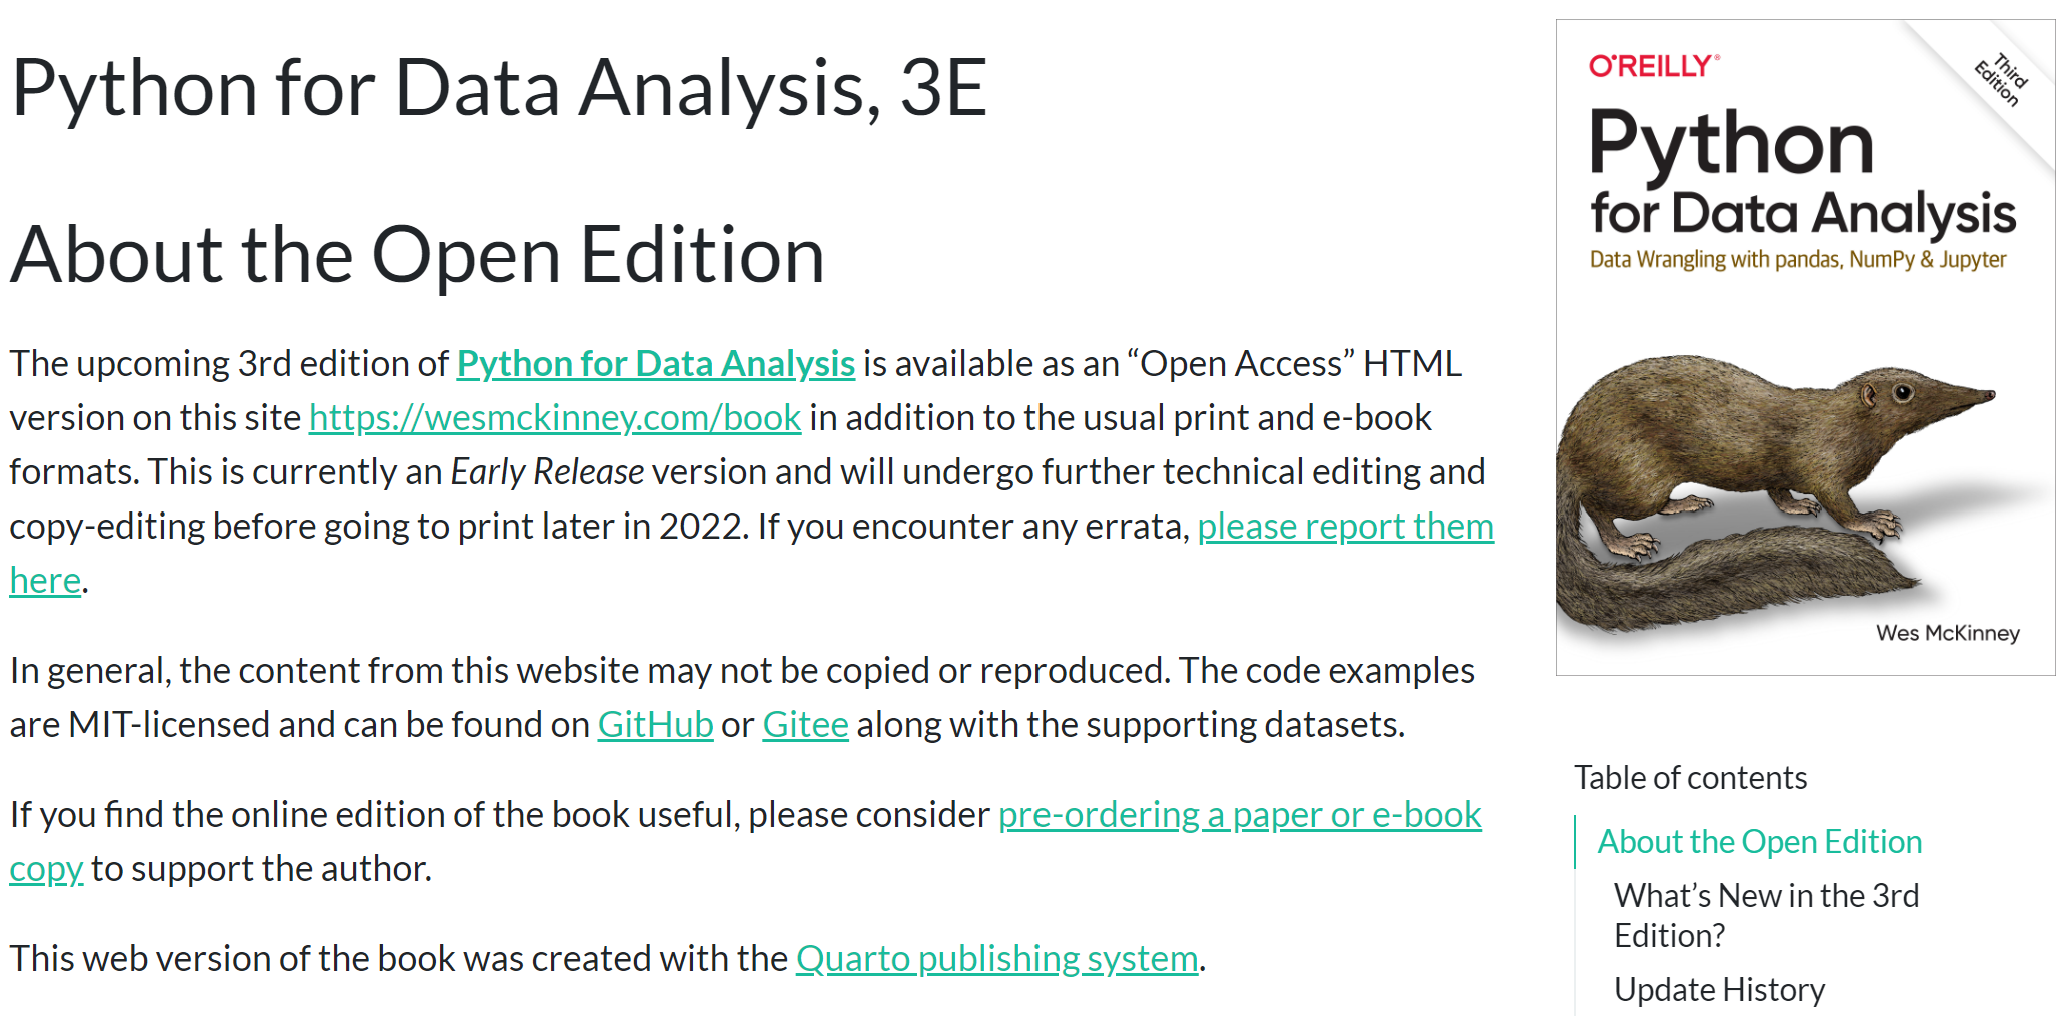 Python for Data Analysis, 3E
About the Open Edition
The upcoming 3rd edition of Python for Data Analysis is available as an “Open Access” HTML
version on this site https://wesmckinney.com/book in addition to the usual print and e-book
formats. This is currently an Early Release version and will undergo further technical editing and
copy-editing before going to print later in 2022. If you encounter any errata, please report them
here.
In general, the content from this website may not be copied or reproduced. The code examples
are MIT-licensed and can be found on GitHub or Gitee along with the supporting datasets.
If you find the online edition of the book useful, please consider pre-ordering a paper or e-book
copy to support the author.
This web version of the book was created with the Quarto publishing system.
O'REILLY®
Third
Edition
Python
for Data Analysis
Data Wrangling with pandas, NumPy & Jupyter
Wes McKinney
Table of contents
About the Open Edition
What’s New in the 3rd
Edition?
Update History